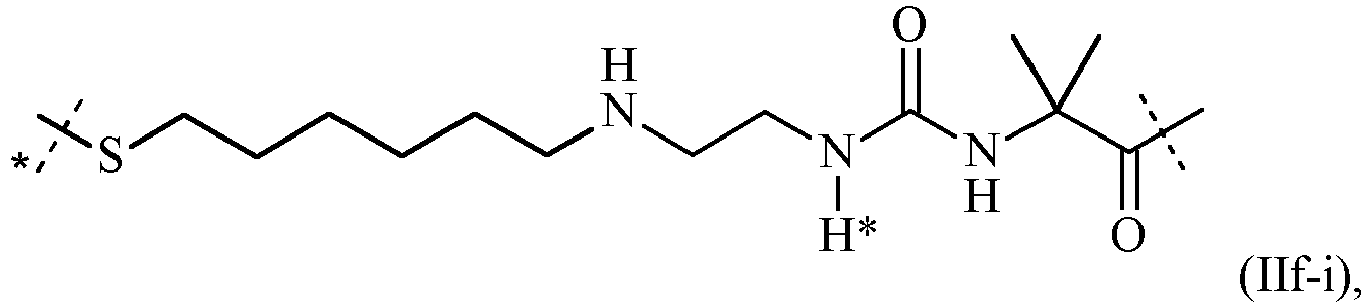 O
H
N
* S N N
H
H* O
(IIf-i),